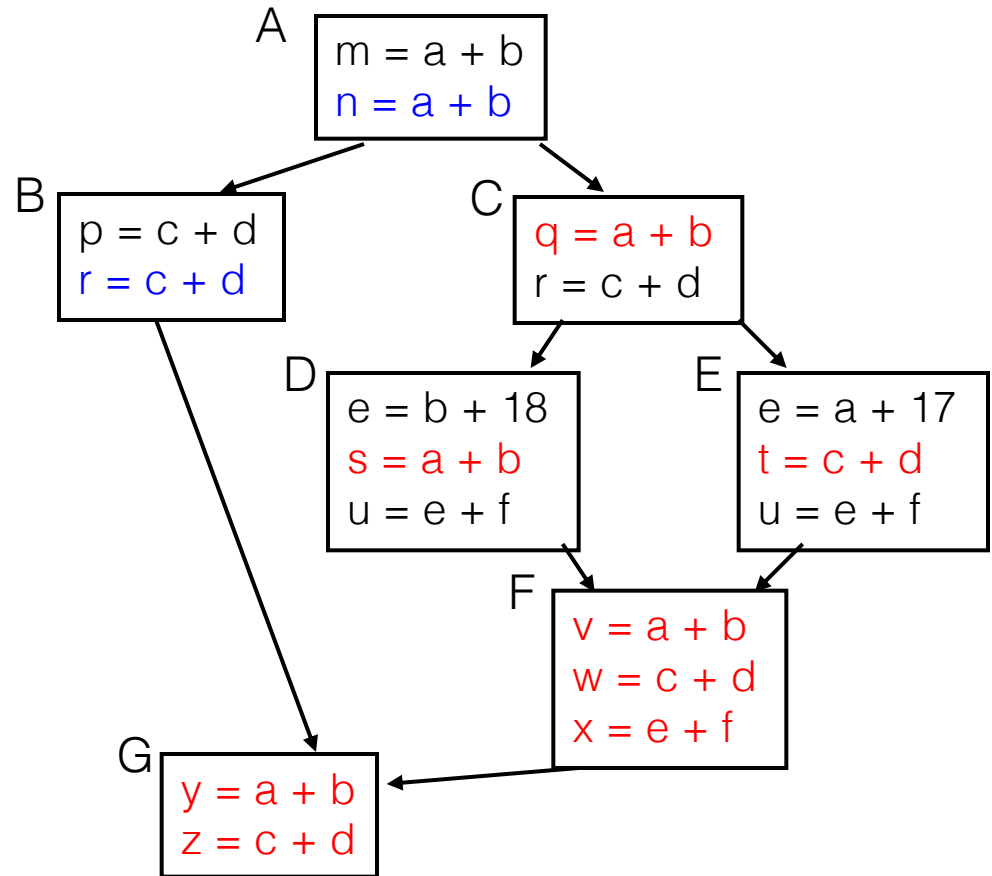 A
m = a + b
n = a + b
B
p = c + d
r = c + d
C
q = a + b
r = c + d
D
e = b + 18
s = a + b
u = e + f
E
e = a + 17
t = c + d
u = e + f
F
v = a + b
w = c + d
x = e + f
G
y = a + b
z = c + d